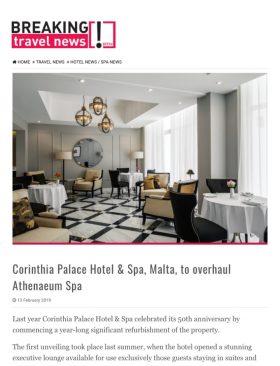 BREAKING
travel news [!]
HOME » TRAVEL NEWS » HOTEL NEWS / SPA NEWS
Corinthia Palace Hotel & Spa, Malta, to overhaul
Athenaeum Spa
13 February 2019
Last year Corinthia Palace Hotel & Spa celebrated its 50th anniversary by
commencing a year-long significant refurbishment of the property.
The first unveiling took place last summer, when the hotel opened a stunning
executive lounge available for use exclusively those guests staying in suites and